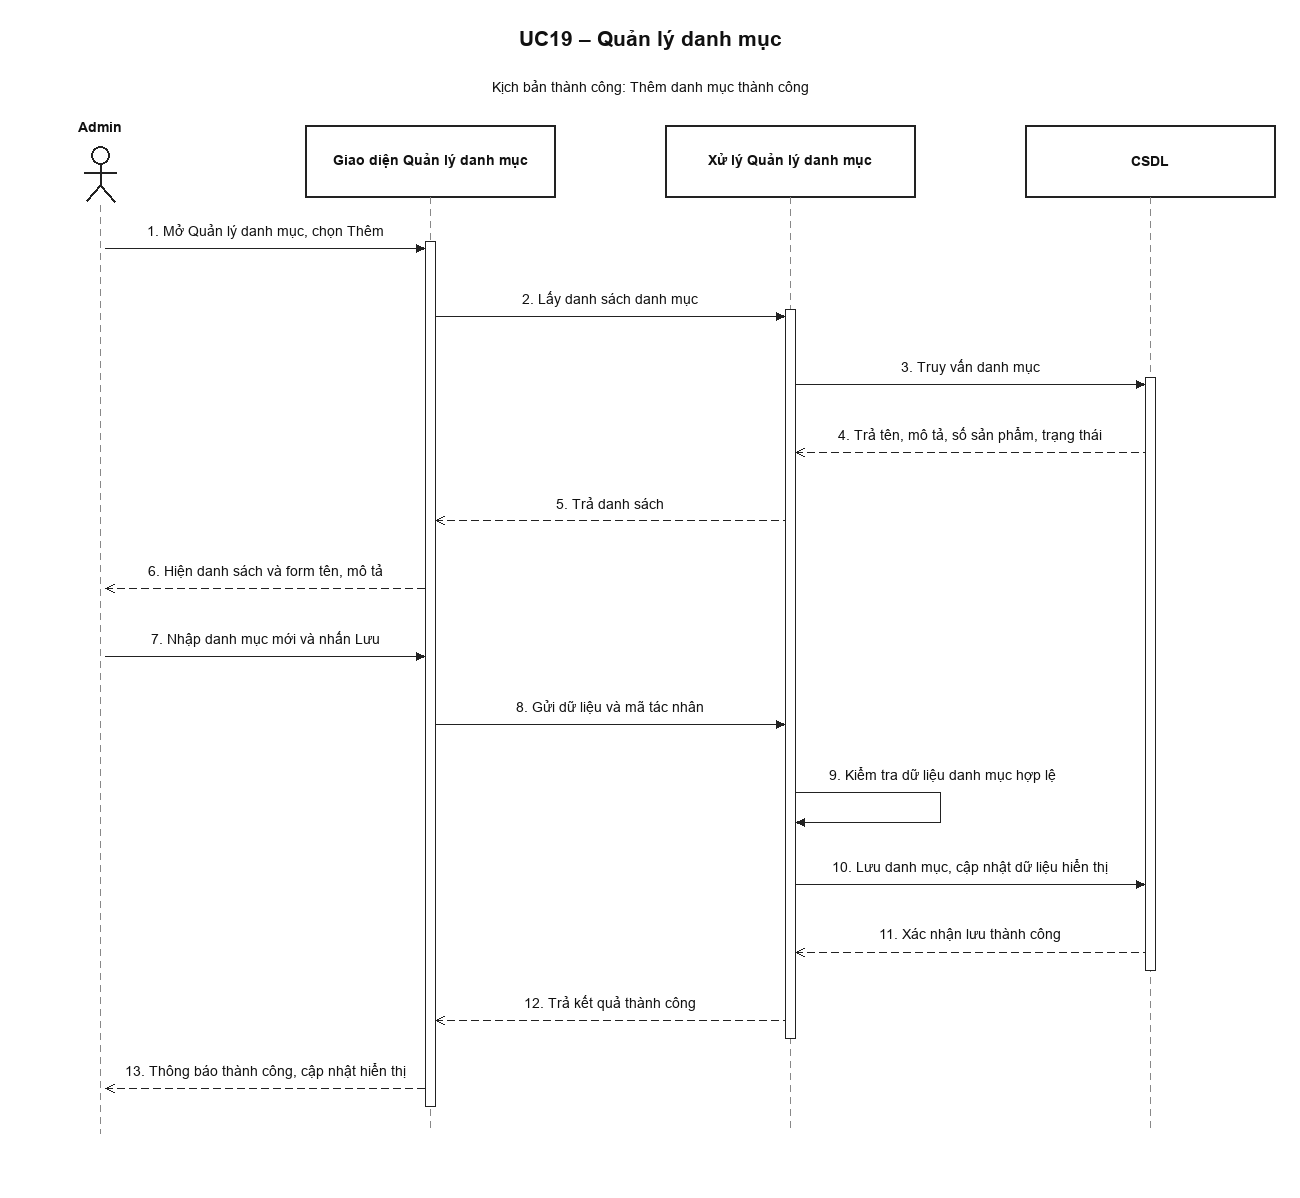 UC19 – Quản lý danh mục
Kịch bản thành công: Thêm danh mục thành công
Admin
Giao diện Quản lý danh mục
Xử lý Quản lý danh mục
CSDL
1. Mở Quản lý danh mục, chọn Thêm
2. Lấy danh sách danh mục
3. Truy vấn danh mục
4. Trả tên, mô tả, số sản phẩm, trạng thái
5. Trả danh sách
6. Hiện danh sách và form tên, mô tả
7. Nhập danh mục mới và nhấn Lưu
8. Gửi dữ liệu và mã tác nhân
9. Kiểm tra dữ liệu danh mục hợp lệ
10. Lưu danh mục, cập nhật dữ liệu hiển thị
11. Xác nhận lưu thành công
12. Trả kết quả thành công
13. Thông báo thành công, cập nhật hiển thị